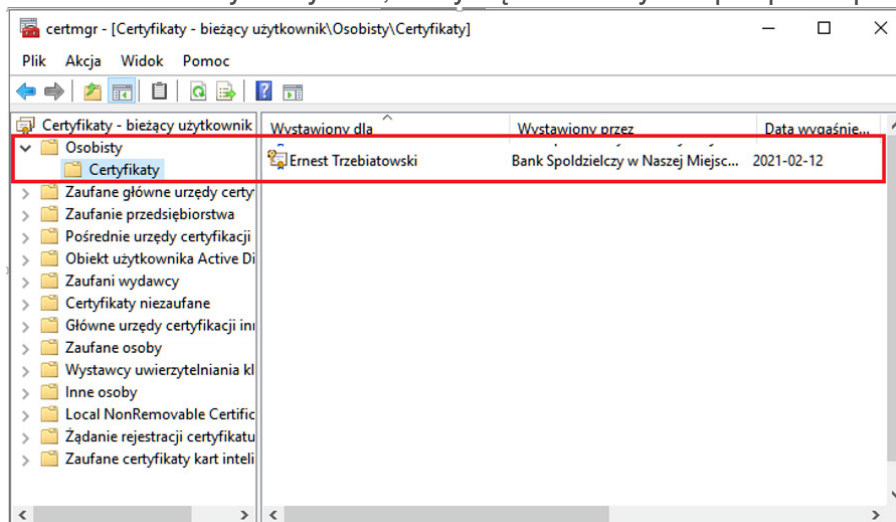 certmgr - [Certyfikaty - bieżący użytkownik\Osobisty\Certyfikaty]
Plik Akcja Widok Pomoc
Certyfikaty - bieżący użytkownik
Osobisty
Certyfikaty
Zaufane główne urzędy certy
Zaufanie przedsiębiorstwa
Pośrednie urzędy certyfikacji
Obiekt użytkownika Active Di
Zaufani wydawcy
Certyfikaty niezaufane
Główne urzędy certyfikacji inn
Zaufane osoby
Wystawcy uwierzytelniania kl
Inne osoby
Local NonRemovable Certific
Żądanie rejestracji certyfikatu
Zaufane certyfikaty kart inteli
Wystawiony dla Wystawiony przez Data wygaśnie...
Ernest Trzebiatowski Bank Spoldzielczy w Naszej Miejsc... 2021-02-12